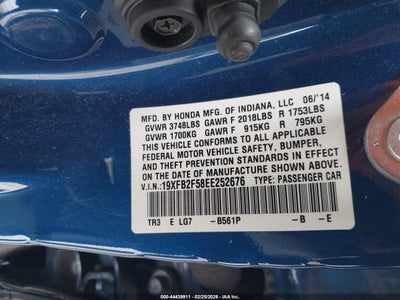 MFD. BY HONDA MFG. OF INDIANA, LLC 06/'14
GVWR 3748LBS GAWR F 2018LBS R 1753LBS
GVWR 1700KG GAWR F 915KG R 795KG
THIS VEHICLE CONFORMS TO ALL APPLICABLE
FEDERAL MOTOR VEHICLE SAFETY, BUMPER,
AND THEFT PREVENTION STANDARDS IN EFFECT
ON THE DATE OF MANUFACTURE SHOWN ABOVE.
V.I.N.: 19XFB2F58EE252676 TYPE: PASSENGER CAR
TR3 E LG7 -B561P -B -E
000-44439911 - 02/25/2026 - IAA, Inc.